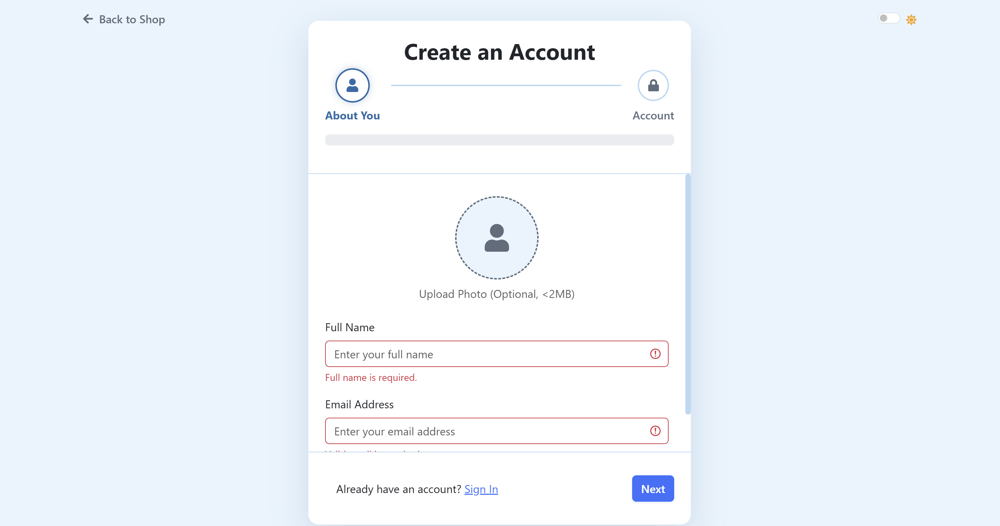 Back to Shop
Create an Account
About You
Account
Upload Photo (Optional, <2MB)
Full Name
Enter your full name
Full name is required.
Email Address
Enter your email address
Already have an account? Sign In
Next